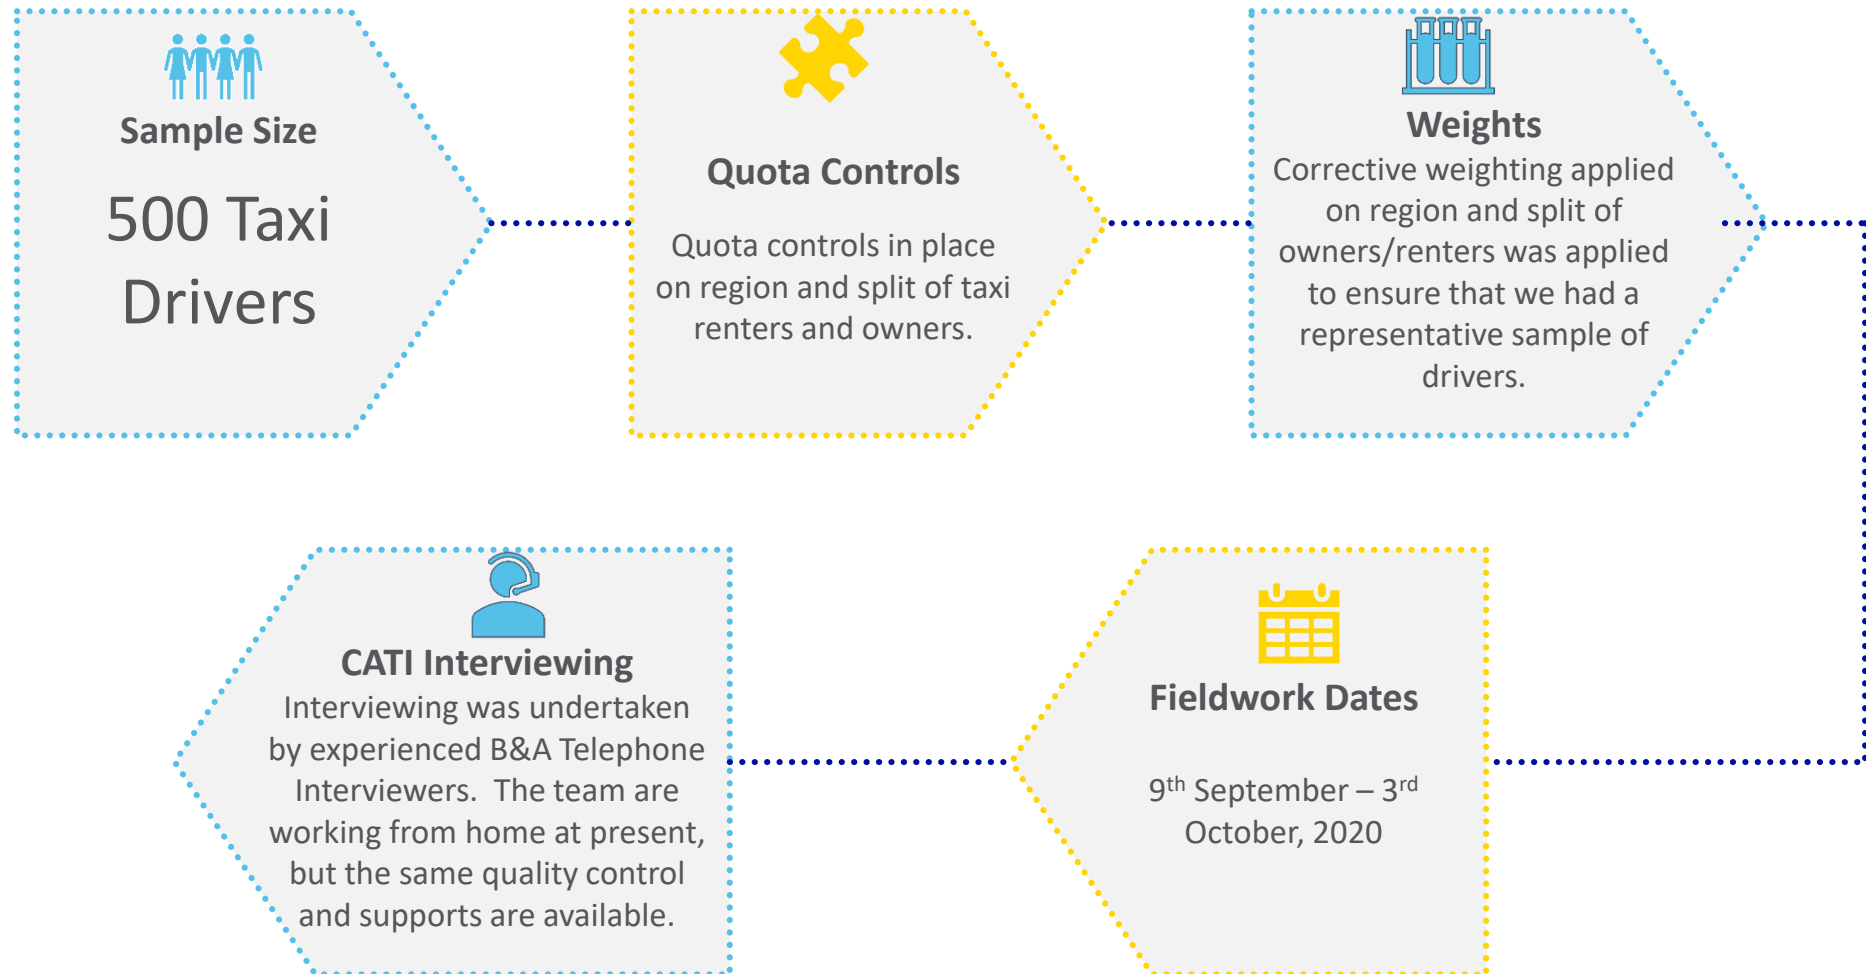 Sample Size
500 Taxi
Drivers
Quota Controls
Quota controls in place
on region and split of taxi
renters and owners.
Weights
Corrective weighting applied
on region and split of
owners/renters was applied
to ensure that we had a
representative sample of
drivers.
Fieldwork Dates
9th September – 3rd
October, 2020
CATI Interviewing
Interviewing was undertaken
by experienced B&A Telephone
Interviewers.  The team are
working from home at present,
but the same quality control
and supports are available.